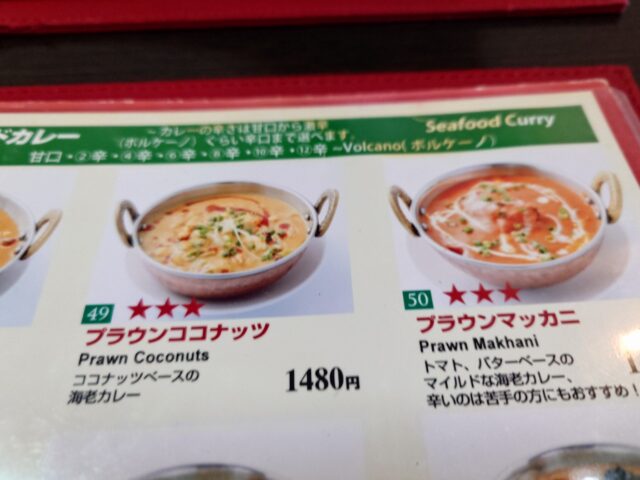 ドカレー
～カレーの辛さは甘口から激辛
（ボルケーノ）くらい辛口まで選べます。
甘口・②辛・④辛・⑥辛・⑧辛・⑩辛・⑫辛～Volcano(ボルケーノ)
Seafood Curry
49 ★★★
プラウンココナッツ
Prawn Coconuts
ココナッツベースの
海老カレー
1480円
50 ★★★
プラウンマッカニ
Prawn Makhani
トマト、バターベースの
マイルドな海老カレー、
辛いのは苦手の方にもおすすめ！